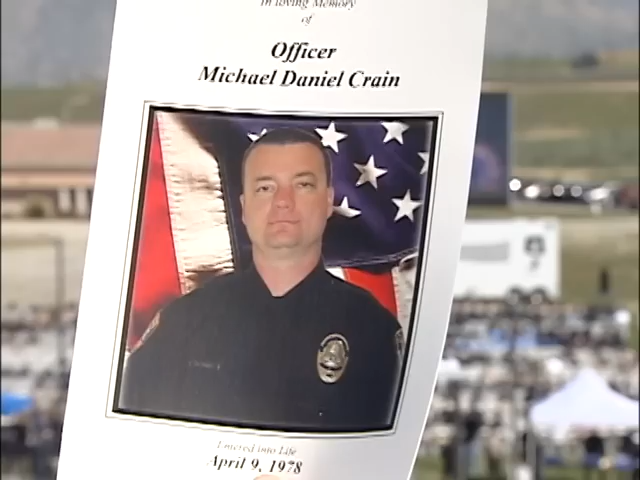 In loving Memory
of
Officer
Michael Daniel Crain
Entered into Life
April 9, 1978